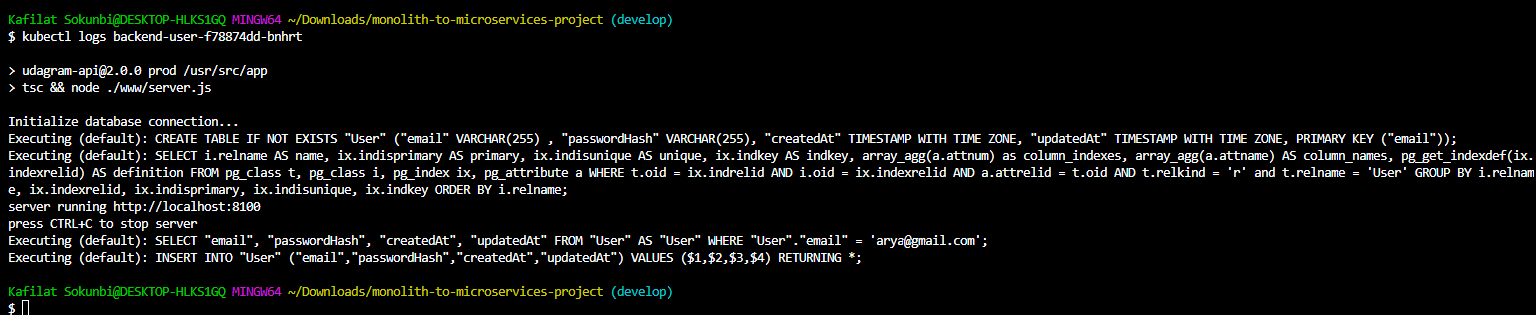 Kafilat Sokunbi@DESKTOP-HLKS1GQ MINGW64 ~/Downloads/monolith-to-microservices-project (develop)
$ kubectl logs backend-user-f78874dd-bnhrt
> udagram-api@2.0.0 prod /usr/src/app
> tsc && node ./www/server.js
Initialize database connection...
Executing (default): CREATE TABLE IF NOT EXISTS "User" ("email" VARCHAR(255) , "passwordHash" VARCHAR(255), "createdAt" TIMESTAMP WITH TIME ZONE, "updatedAt" TIMESTAMP WITH TIME ZONE, PRIMARY KEY ("email"));
Executing (default): SELECT i.relname AS name, ix.indisprimary AS primary, ix.indisunique AS unique, ix.indkey AS indkey, array_agg(a.attnum) as column_indexes, array_agg(a.attname) AS column_names, pg_get_indexdef(ix.
indexrelid) AS definition FROM pg_class t, pg_class i, pg_index ix, pg_attribute a WHERE t.oid = ix.indrelid AND i.oid = ix.indexrelid AND a.attrelid = t.oid AND t.relkind = 'r' and t.relname = 'User' GROUP BY i.relnam
e, ix.indexrelid, ix.indisprimary, ix.indisunique, ix.indkey ORDER BY i.relname;
server running http://localhost:8100
press CTRL+C to stop server
Executing (default): SELECT "email", "passwordHash", "createdAt", "updatedAt" FROM "User" AS "User" WHERE "User"."email" = 'arya@gmail.com';
Executing (default): INSERT INTO "User" ("email","passwordHash","createdAt","updatedAt") VALUES ($1,$2,$3,$4) RETURNING *;
Kafilat Sokunbi@DESKTOP-HLKS1GQ MINGW64 ~/Downloads/monolith-to-microservices-project (develop)
$